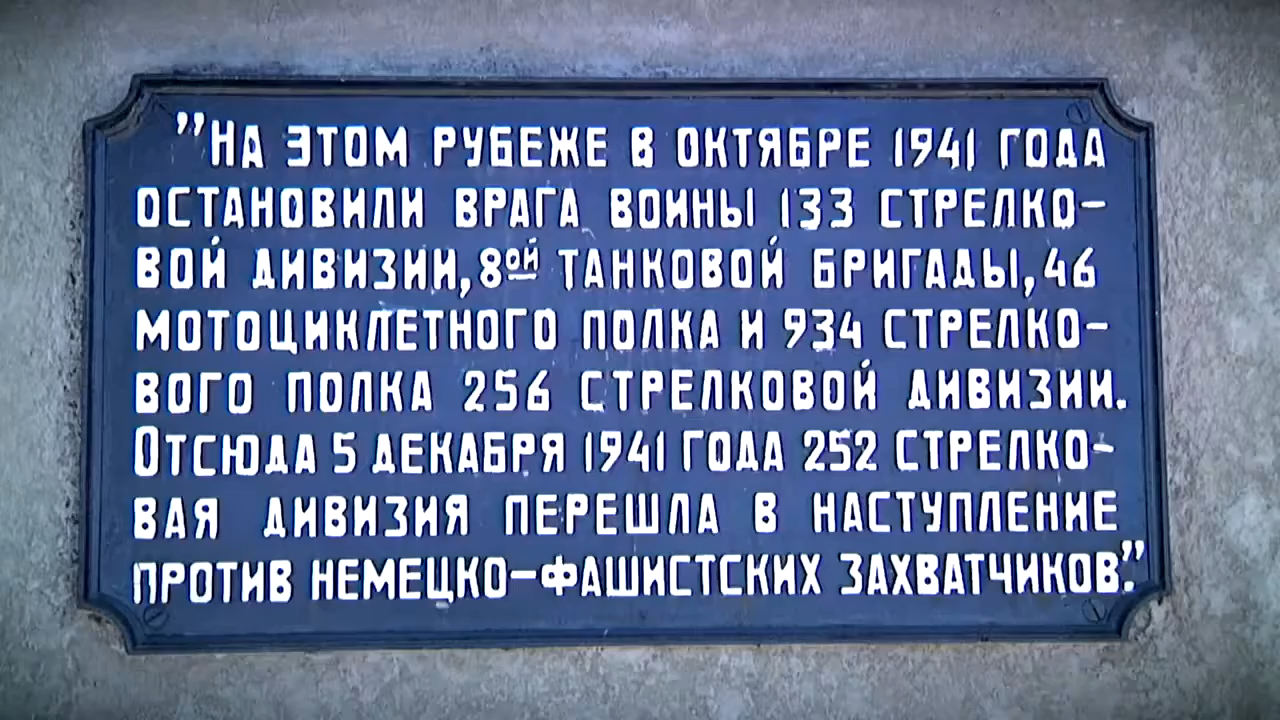 "На этом рубеже в октябре 1941 года
остановили врага воины 133 стрелко-
вой дивизии, 8ой танковой бригады, 46
мотоциклетного полка и 934 стрелко-
вого полка 256 стрелковой дивизии.
Отсюда 5 декабря 1941 года 252 стрелко-
вая дивизия перешла в наступление
против немецко-фашистских захватчиков."